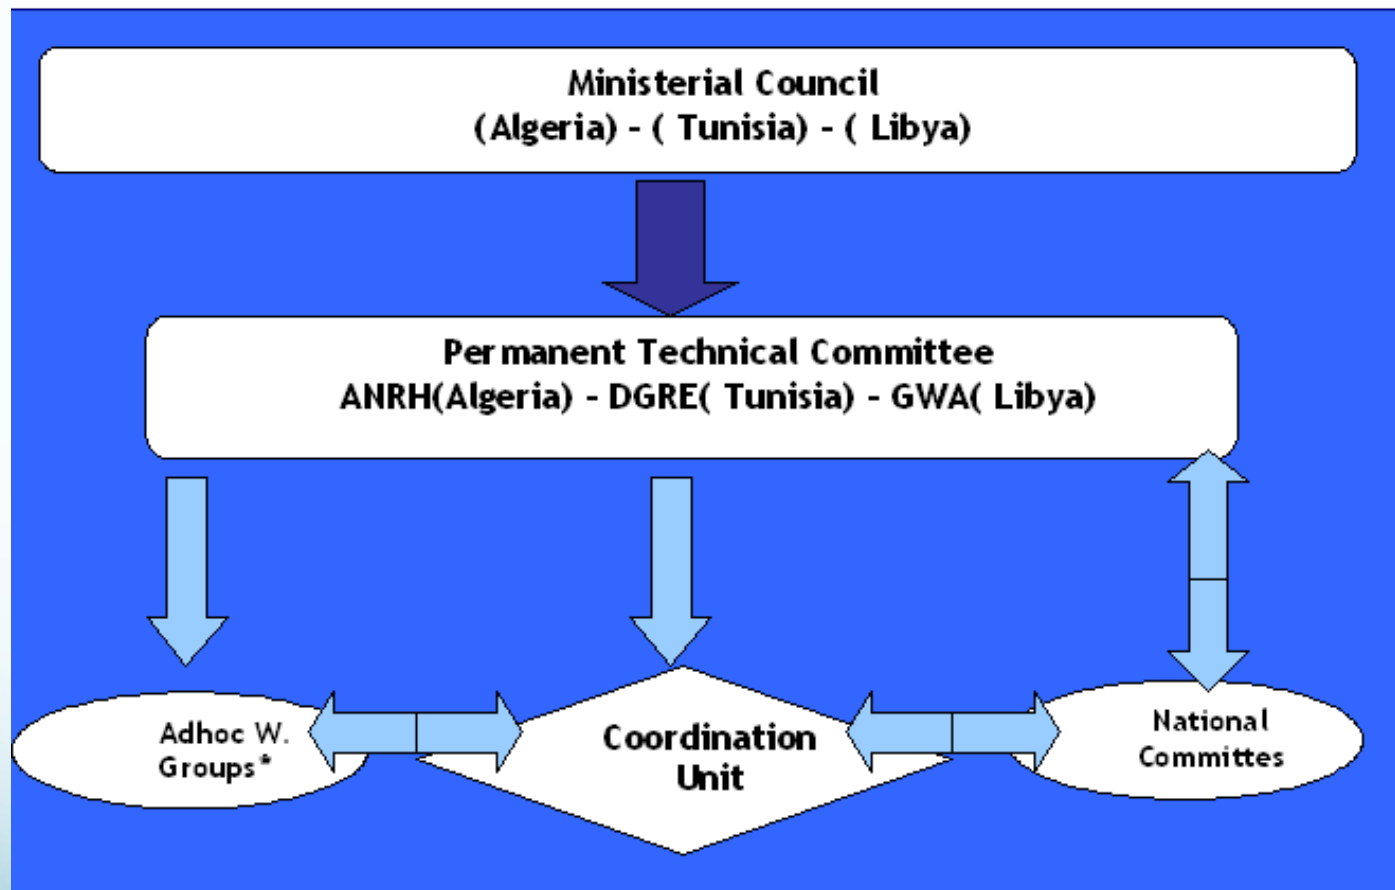 Ministerial Council
(Algeria) - ( Tunisia) - ( Libya)
Permanent Technical Committee
ANRH(Algeria) - DGRE( Tunisia) - GWA( Libya)
Adhoc W.
Groups*
Coordination
Unit
National
Committes